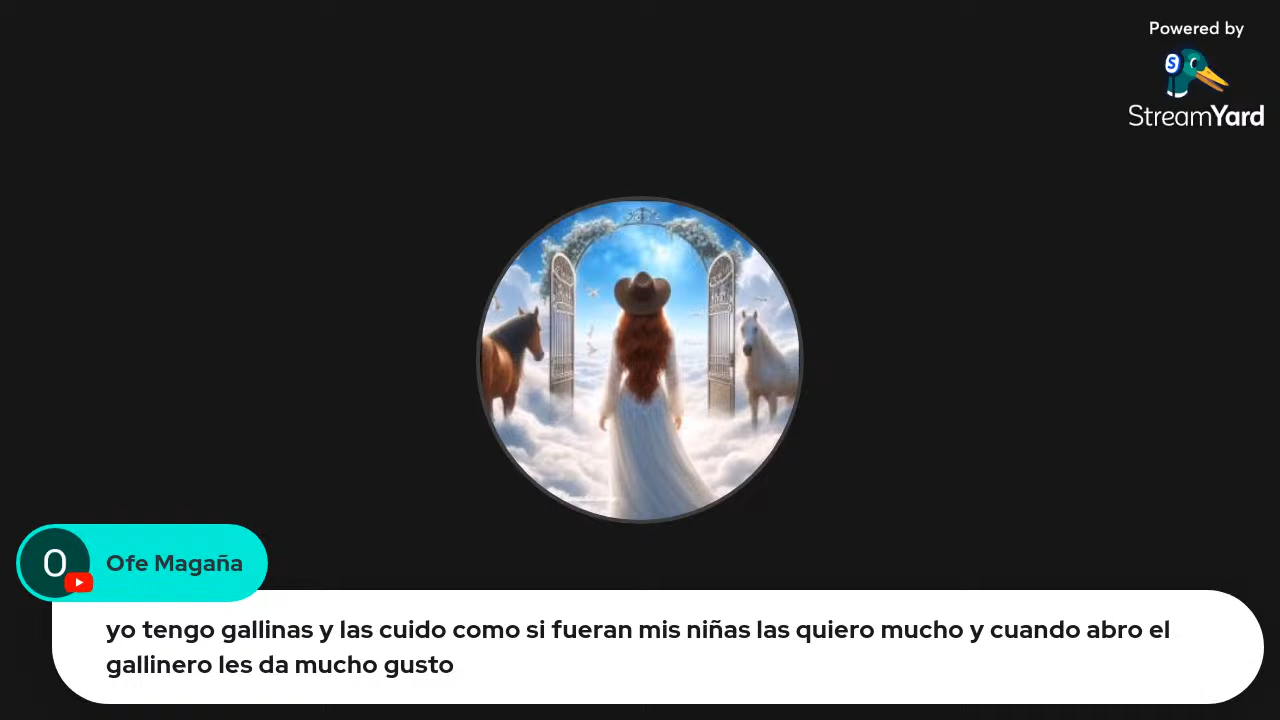 Powered by
S
StreamYard
O
Ofe Magaña
yo tengo gallinas y las cuido como si fueran mis niñas las quiero mucho y cuando abro el
gallinero les da mucho gusto